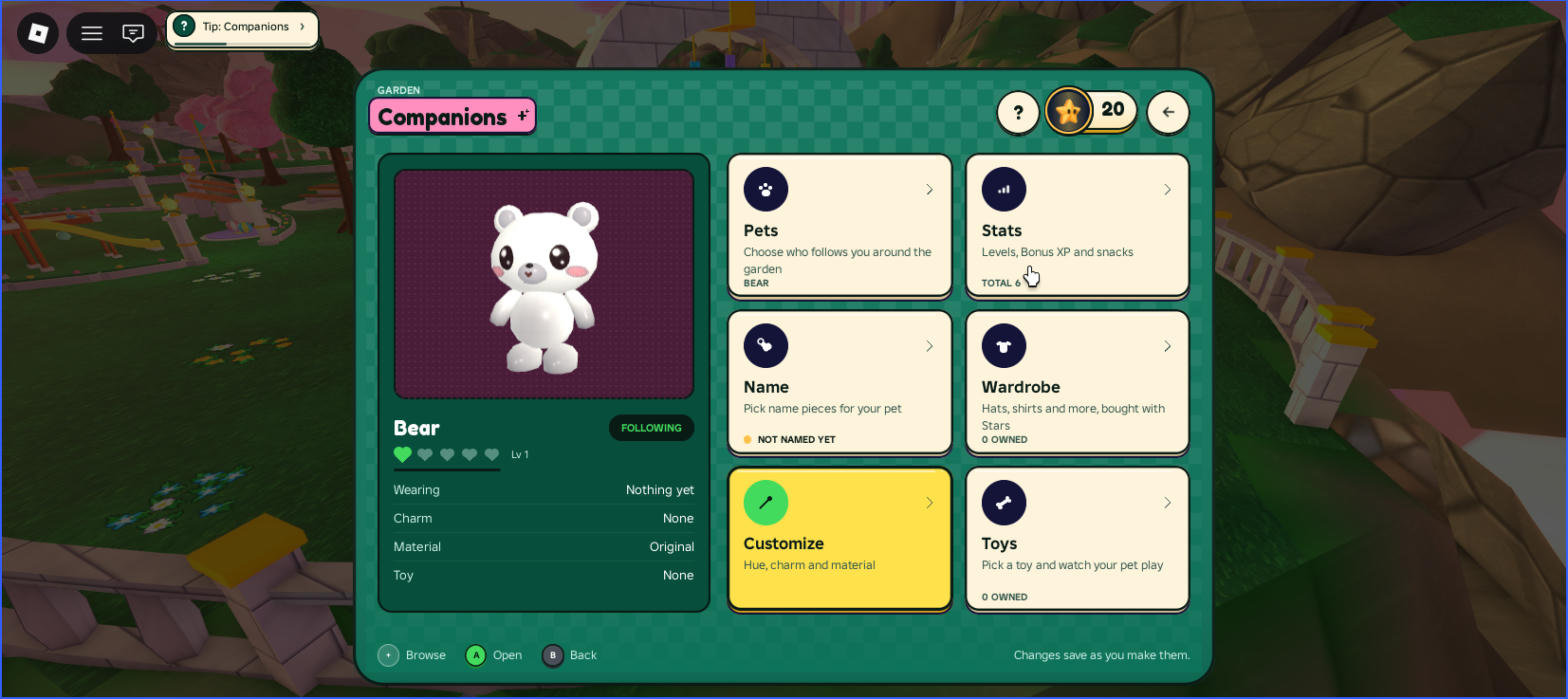 ? Tip: Companions
GARDEN
Companions
?
20
Bear
FOLLOWING
Lv 1
Wearing Nothing yet
Charm None
Material Original
Toy None
Pets
Choose who follows you around the
garden
BEAR
Stats
Levels, Bonus XP and snacks
TOTAL 6
Name
Pick name pieces for your pet
NOT NAMED YET
Wardrobe
Hats, shirts and more, bought with
Stars
0 OWNED
Customize
Hue, charm and material
Toys
Pick a toy and watch your pet play
0 OWNED
Browse A Open B Back
Changes save as you make them.